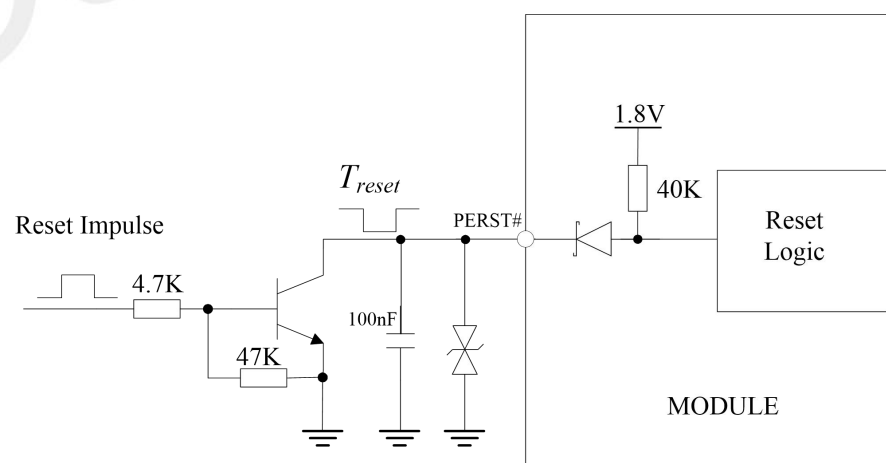 1.8V
T_reset
40K
PERST#
Reset Impulse
Reset
Logic
4.7K
100nF
47K
MODULE